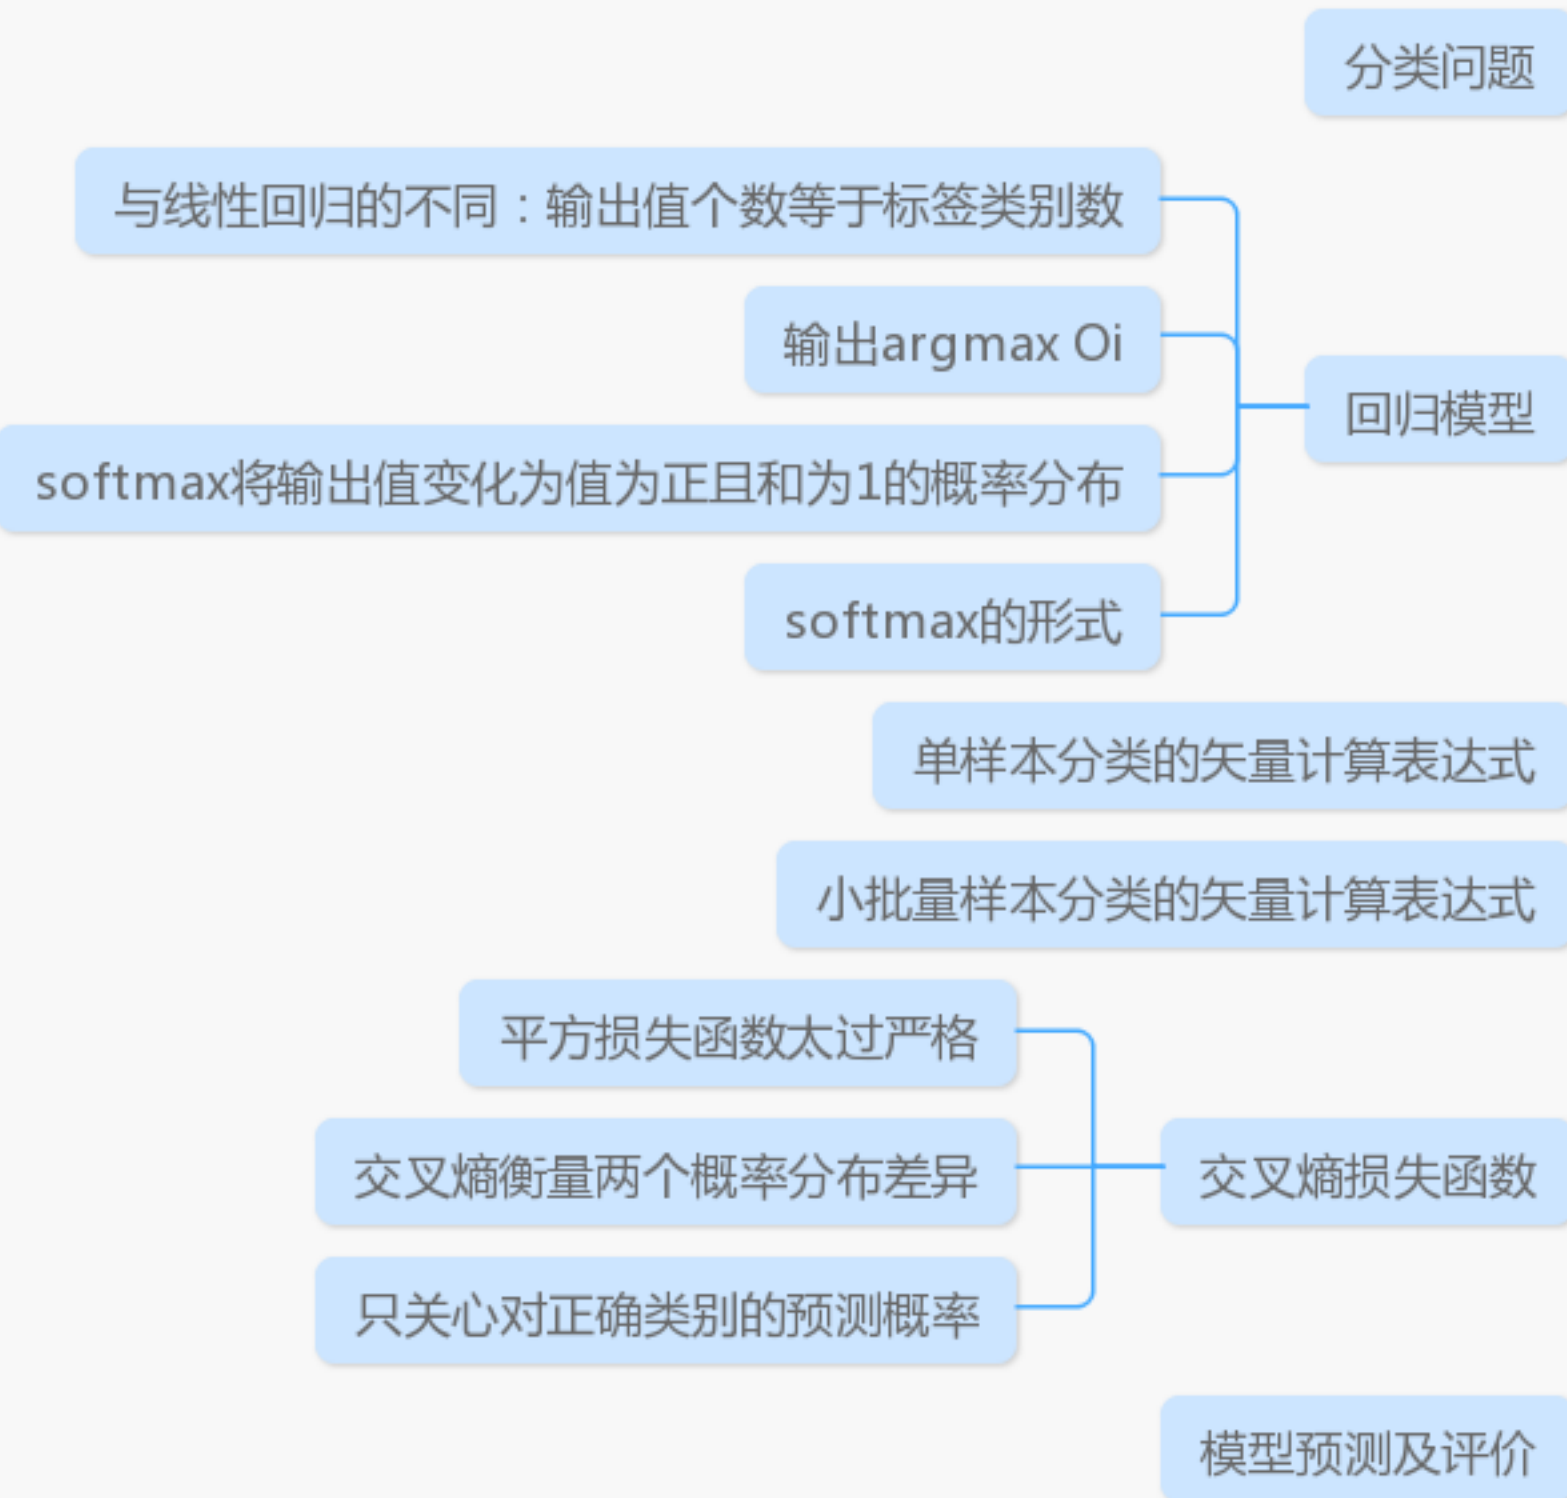 分类问题
与线性回归的不同：输出值个数等于标签类别数
输出argmax Oi
回归模型
softmax将输出值变化为值为正且和为1的概率分布
softmax的形式
单样本分类的矢量计算表达式
小批量样本分类的矢量计算表达式
平方损失函数太过严格
交叉熵衡量两个概率分布差异
交叉熵损失函数
只关心对正确类别的预测概率
模型预测及评价